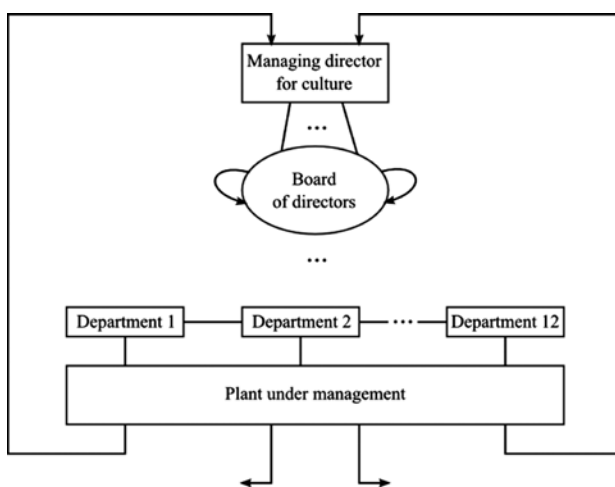 Managing director
for culture
...
Board
of directors
...
Department 1
Department 2
...
Department 12
Plant under management